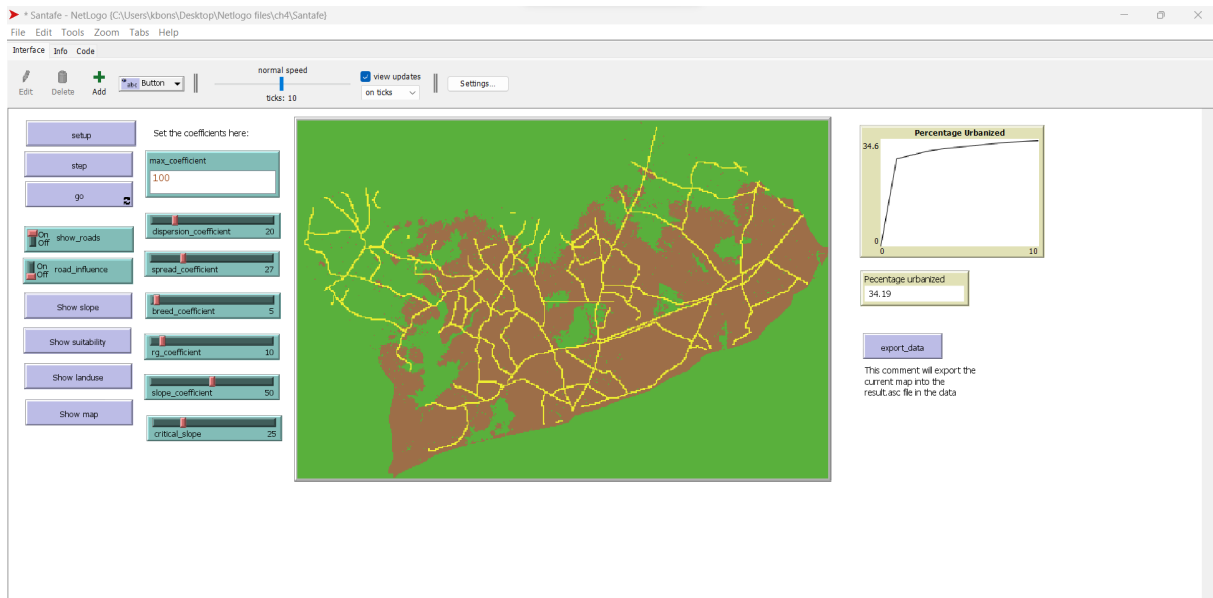 * Santafe - NetLogo {C:\Users\kbons\Desktop\Netlogo files\ch4\Santafe}
File Edit Tools Zoom Tabs Help
Interface Info Code
Edit
Delete
Add
abc Button
normal speed
ticks: 10
view updates
on ticks
Settings...
setup
step
go
On
Off
show_roads
On
Off
road_influence
Show slope
Show suitability
Show landuse
Show map
Set the coefficients here:
max_coefficient
100
dispersion_coefficient 20
spread_coefficient 27
breed_coefficient 5
rg_coefficient 10
slope_coefficient 50
critical_slope 25
Percentage Urbanized
34.6
0
0 10
Pecentage urbanized
34.19
export_data
This comment will export the
current map into the
result.asc file in the data